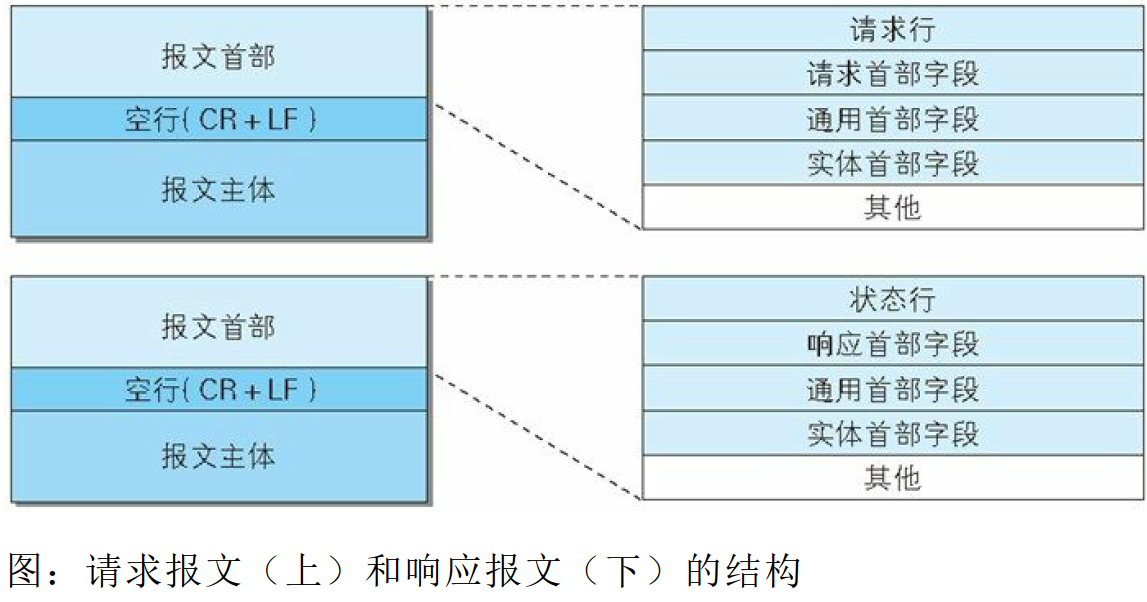 报文首部
空行(CR+LF)
报文主体
请求行
请求首部字段
通用首部字段
实体首部字段
其他
报文首部
空行(CR+LF)
报文主体
状态行
响应首部字段
通用首部字段
实体首部字段
其他
图：请求报文（上）和响应报文（下）的结构